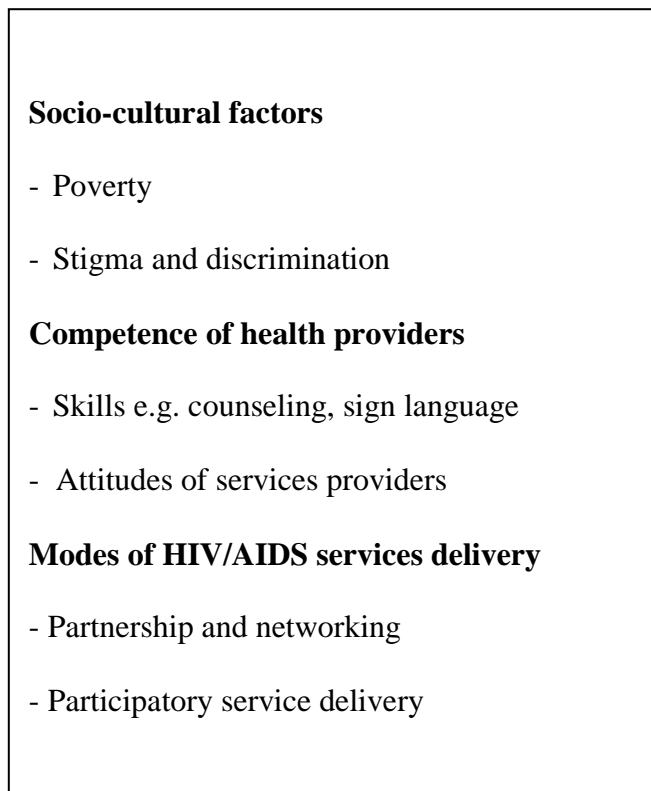 Socio-cultural factors
- Poverty
- Stigma and discrimination
Competence of health providers
- Skills e.g. counseling, sign language
- Attitudes of services providers
Modes of HIV/AIDS services delivery
- Partnership and networking
- Participatory service delivery